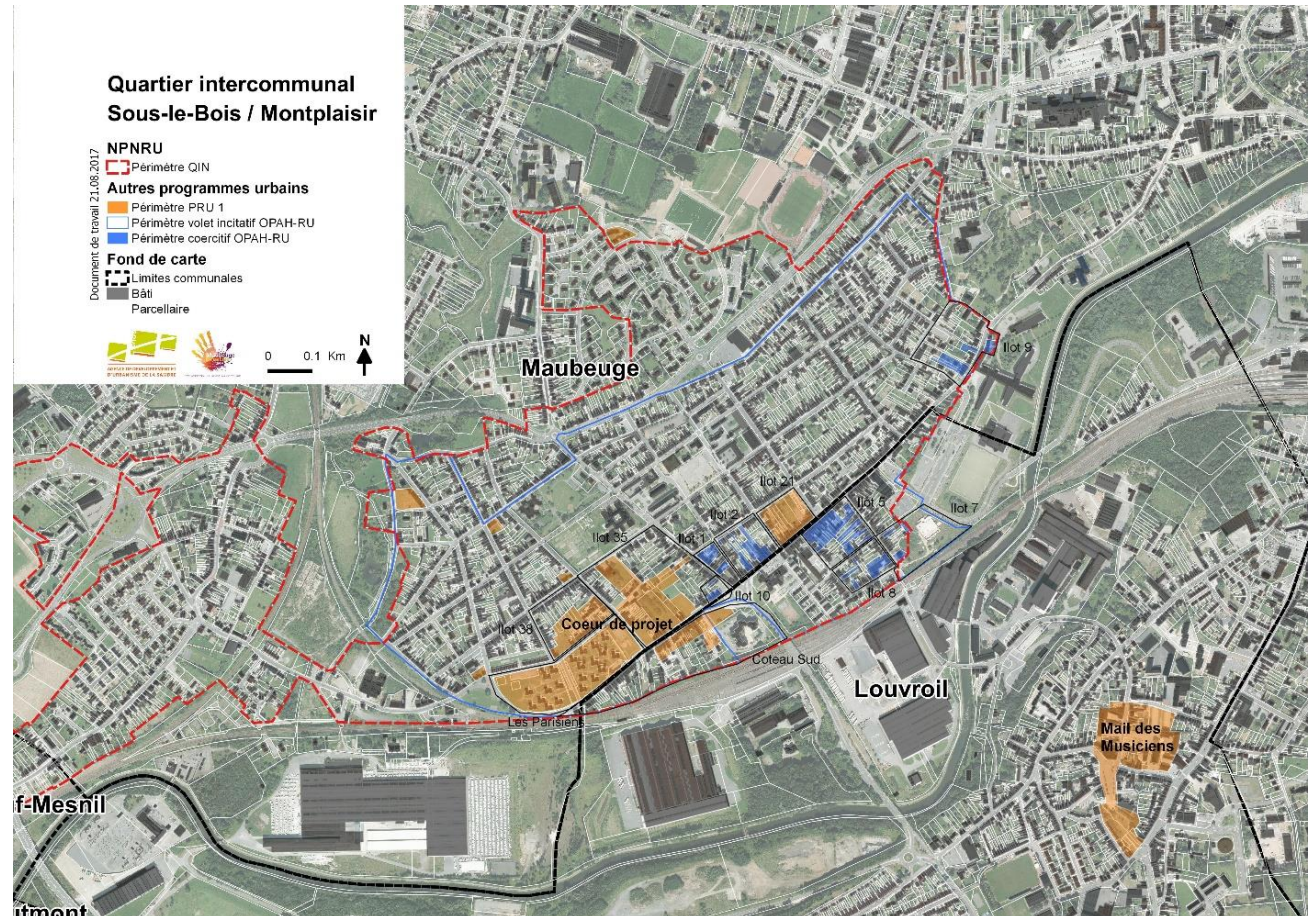 Quartier intercommunal
Sous-le-Bois / Montplaisir
Document de travail 21.08.2017
NPNRU
Périmètre QIN
Autres programmes urbains
Périmètre PRU 1
Périmètre volet incitatif OPAH-RU
Périmètre coercitif OPAH-RU
Fond de carte
Limites communales
Bâti
Parcellaire
0 0.1 Km
N
Maubeuge
Ilot 9
Ilot 21
Ilot 5
Ilot 7
Ilot 2
Ilot 1
Ilot 35
Ilot 10
Ilot 8
Ilot 38
Coeur de projet
Coteau Sud
Louvroil
Les Parisiens
Mail des
Musiciens
f-Mesnil
utmont